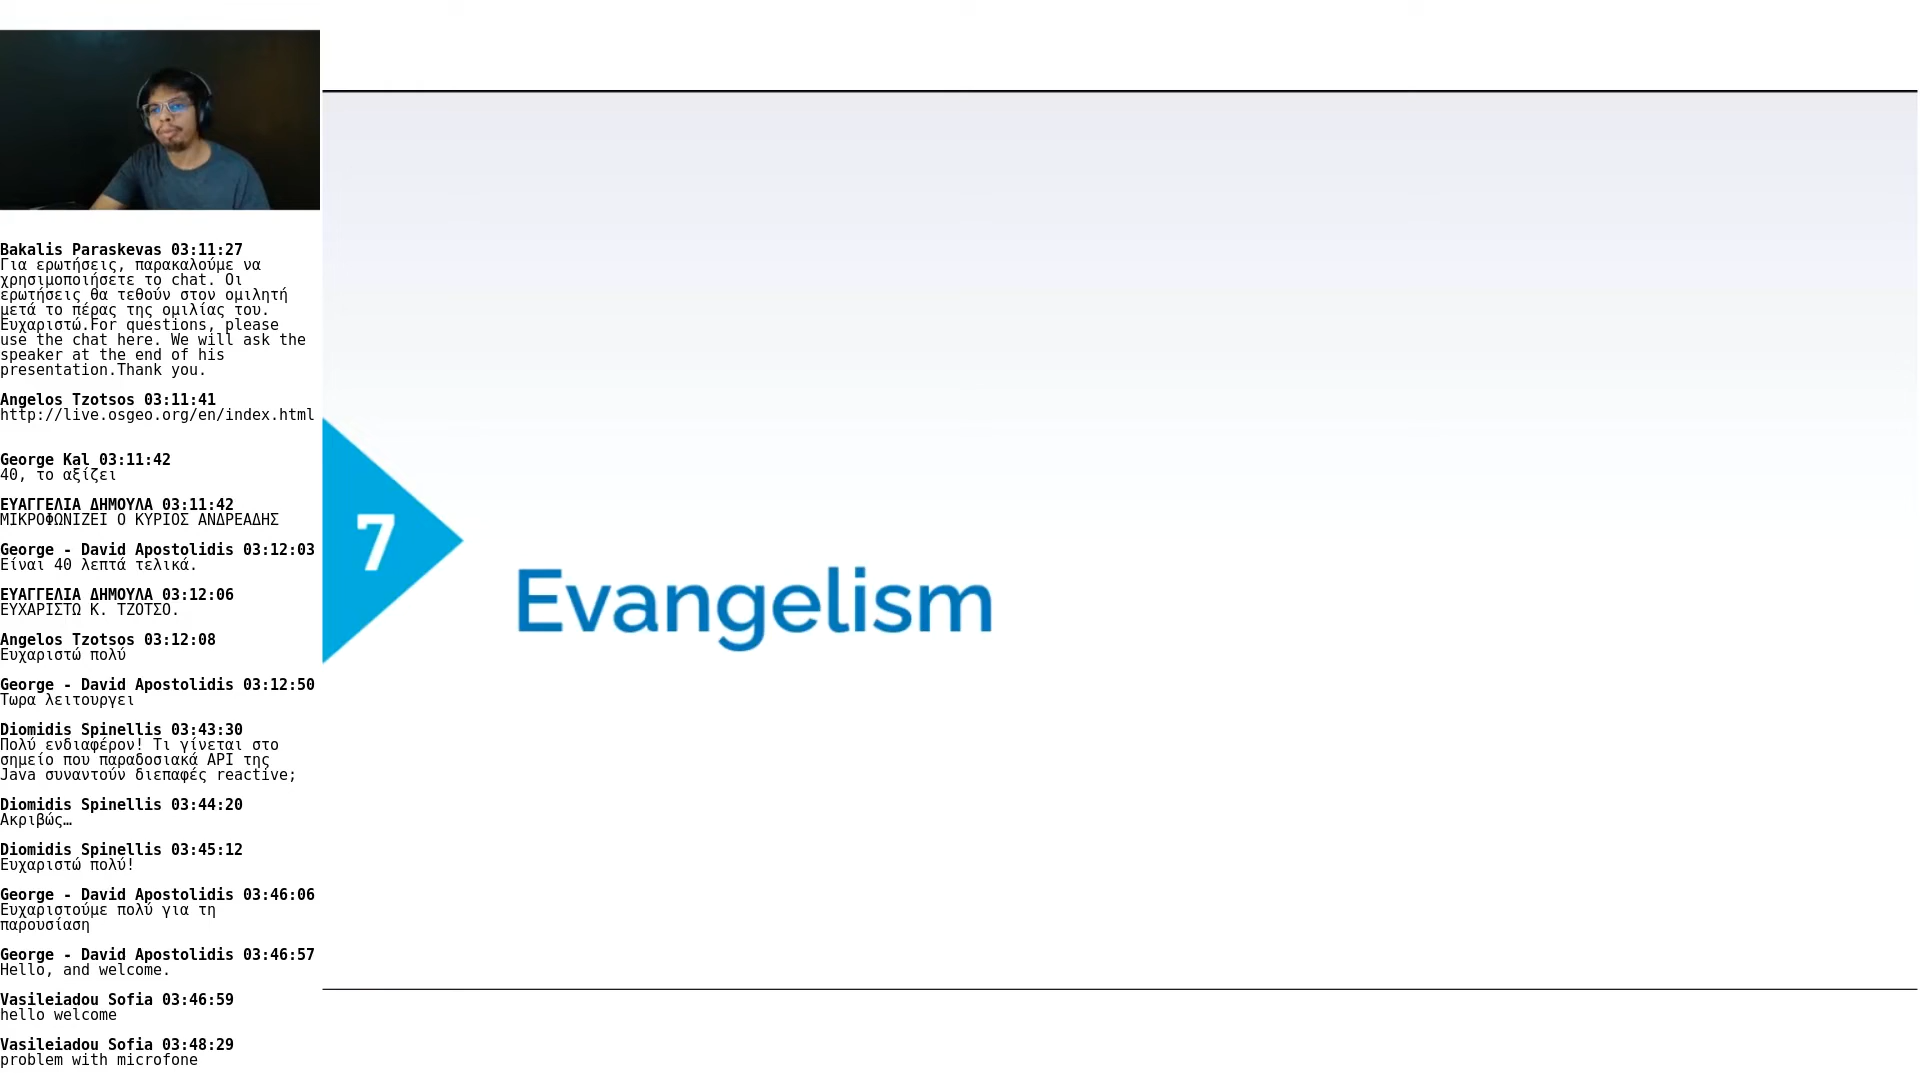 Bakalis Paraskevas 03:11:27
Για ερωτήσεις, παρακαλούμε να
χρησιμοποιήσετε το chat. Οι
ερωτήσεις θα τεθούν στον ομιλητή
μετά το πέρας της ομιλίας του.
Ευχαριστώ.For questions, please
use the chat here. We will ask the
speaker at the end of his
presentation.Thank you.
Angelos Tzotsos 03:11:41
http://live.osgeo.org/en/index.html
George Kal 03:11:42
40, το αξίζει
ΕΥΑΓΓΕΛΙΑ ΔΗΜΟΥΛΑ 03:11:42
ΜΙΚΡΟΦΩΝΙΖΕΙ Ο ΚΥΡΙΟΣ ΑΝΔΡΕΑΔΗΣ
George - David Apostolidis 03:12:03
Είναι 40 λεπτά τελικά.
ΕΥΑΓΓΕΛΙΑ ΔΗΜΟΥΛΑ 03:12:06
ΕΥΧΑΡΙΣΤΩ Κ. ΤΖΟΤΣΟ.
Angelos Tzotsos 03:12:08
Ευχαριστώ πολύ
George - David Apostolidis 03:12:50
Τωρα λειτουργει
Diomidis Spinellis 03:43:30
Πολύ ενδιαφέρον! Τι γίνεται στο
σημείο που παραδοσιακά API της
Java συναντούν διεπαφές reactive;
Diomidis Spinellis 03:44:20
Ακριβώς…
Diomidis Spinellis 03:45:12
Ευχαριστώ πολύ!
George - David Apostolidis 03:46:06
Ευχαριστούμε πολύ για τη
παρουσίαση
George - David Apostolidis 03:46:57
Hello, and welcome.
Vasileiadou Sofia 03:46:59
hello welcome
Vasileiadou Sofia 03:48:29
problem with microfone
7
Evangelism